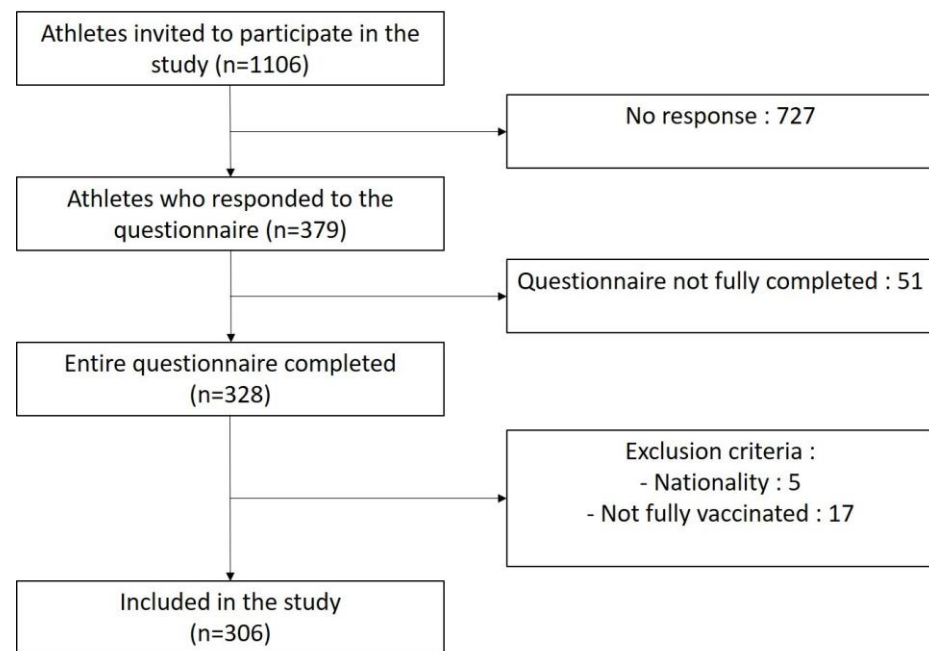 Athletes invited to participate in the
study (n=1106)
No response : 727
Athletes who responded to the
questionnaire (n=379)
Questionnaire not fully completed : 51
Entire questionnaire completed
(n=328)
Exclusion criteria :
- Nationality : 5
- Not fully vaccinated : 17
Included in the study
(n=306)